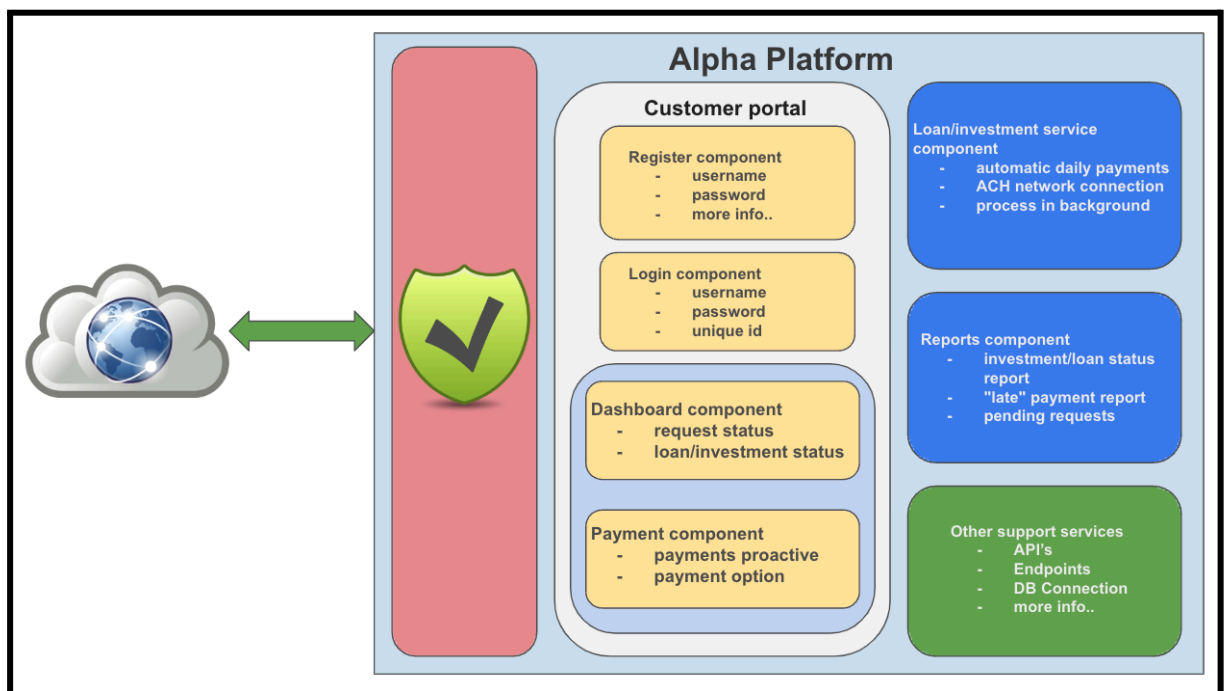 Alpha Platform
Customer portal
Register component
- username
- password
- more info..
Login component
- username
- password
- unique id
Dashboard component
- request status
- loan/investment status
Payment component
- payments proactive
- payment option
Loan/investment service
component
- automatic daily payments
- ACH network connection
- process in background
Reports component
- investment/loan status
report
- "late" payment report
- pending requests
Other support services
- API's
- Endpoints
- DB Connection
- more info..